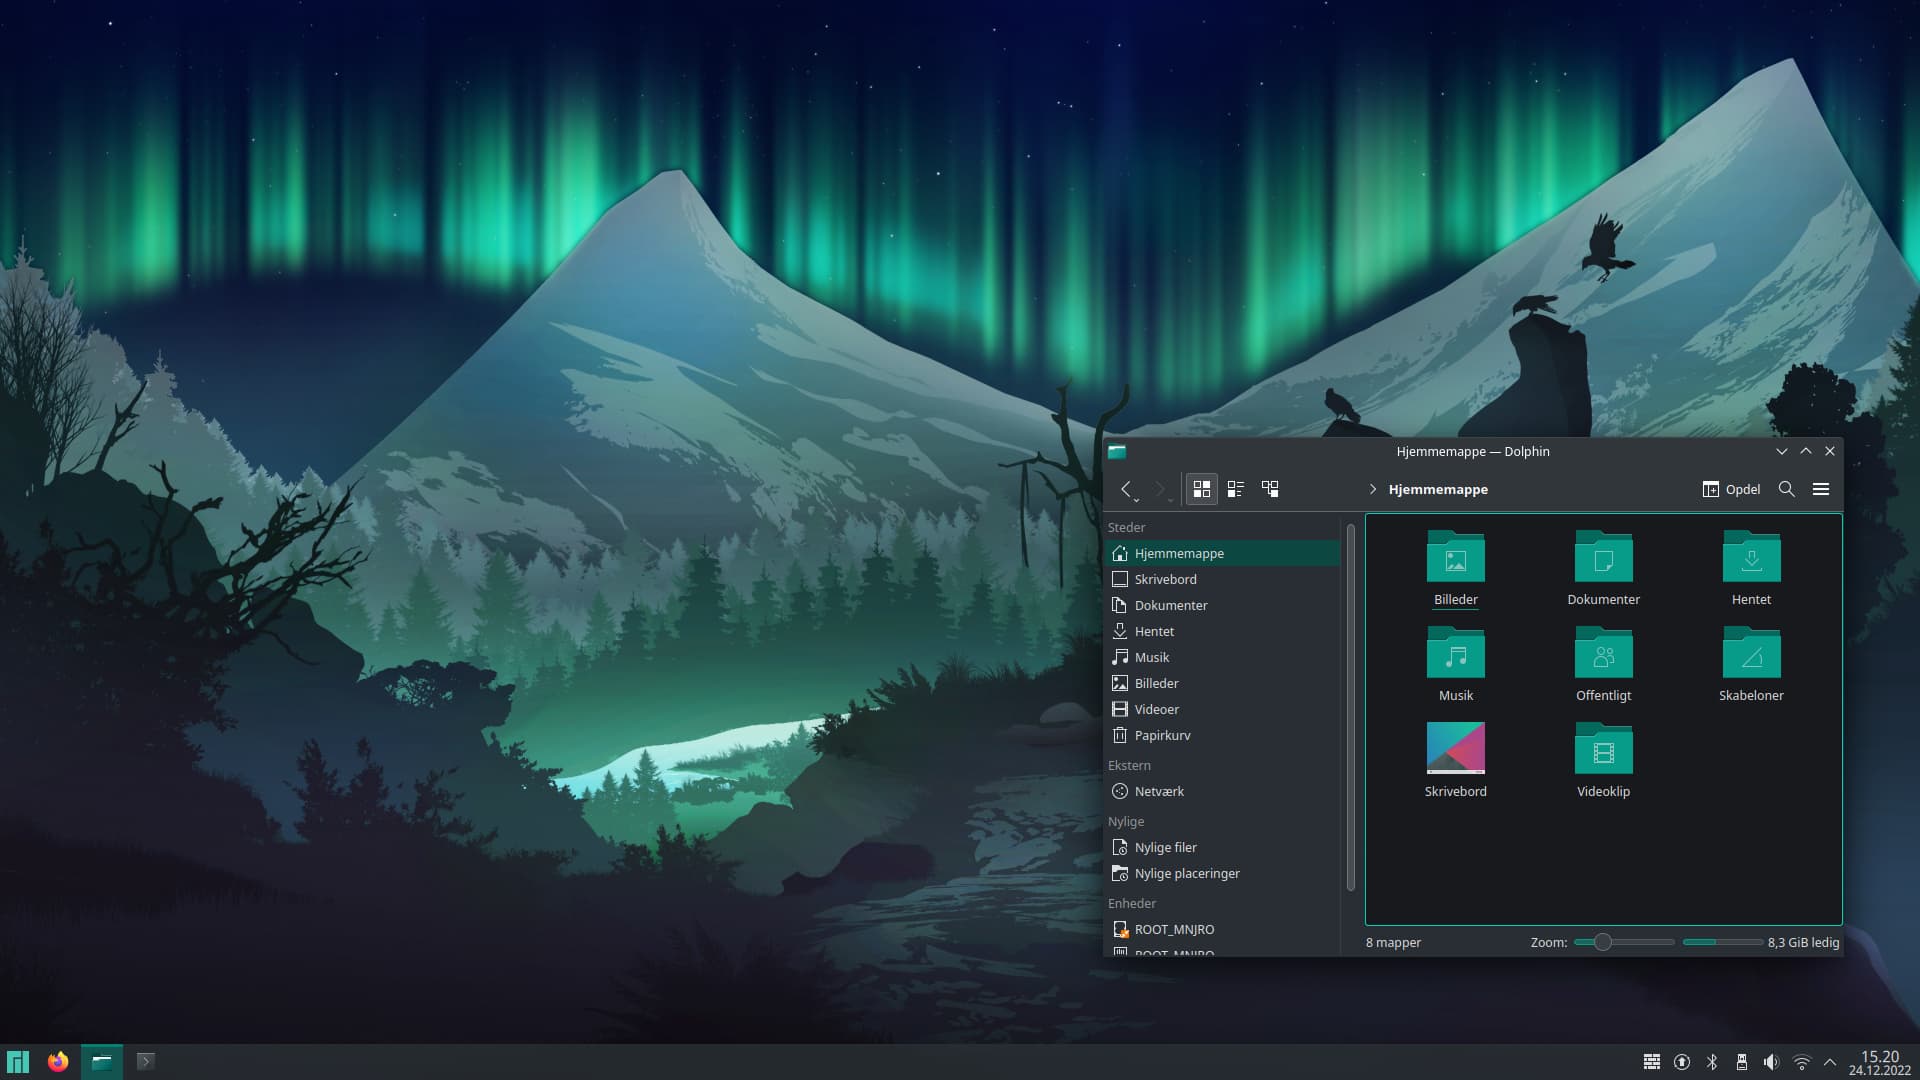 Hjemmemappe — Dolphin
Hjemmemappe
Opdel
Steder
Hjemmemappe
Skrivebord
Dokumenter
Hentet
Musik
Billeder
Videoer
Papirkurv
Ekstern
Netværk
Nylige
Nylige filer
Nylige placeringer
Enheder
ROOT_MNJRO
ROOT_MNJRO
Billeder
Dokumenter
Hentet
Musik
Offentligt
Skabeloner
Skrivebord
Videoklip
8 mapper
Zoom:
8,3 GiB ledig
15.20
24.12.2022